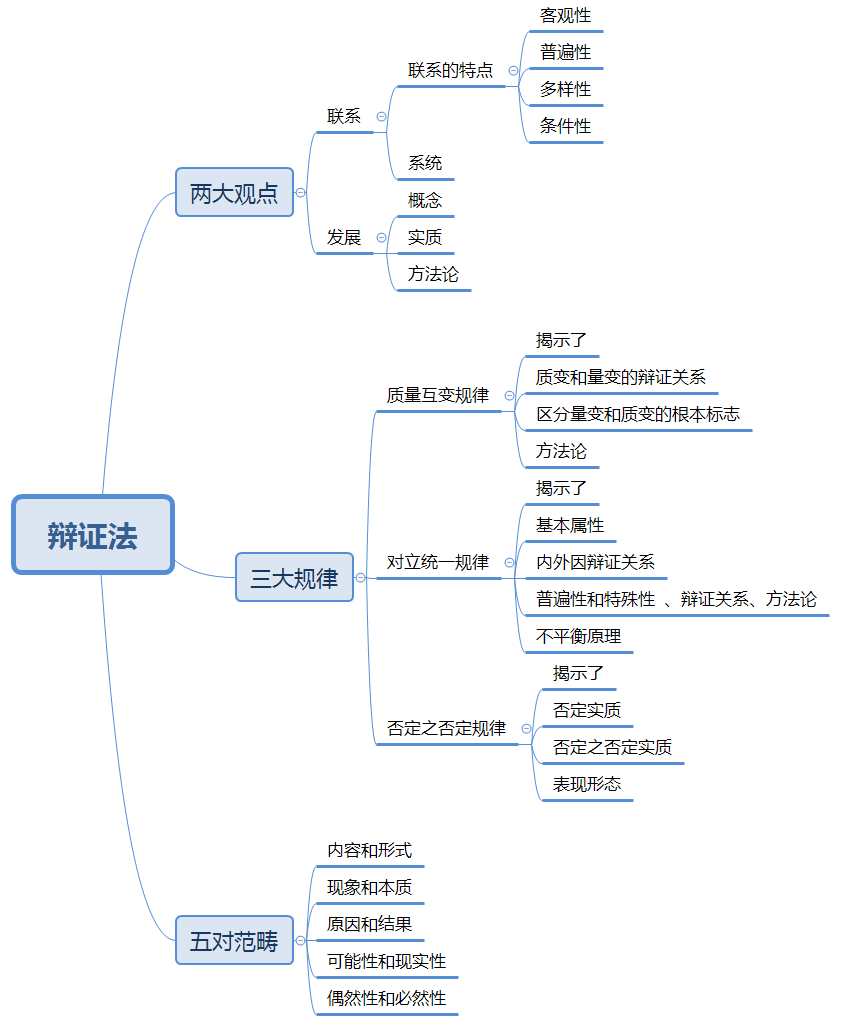 辩证法
两大观点
联系
联系的特点
客观性
普遍性
多样性
条件性
系统
发展
概念
实质
方法论
三大规律
质量互变规律
揭示了
质变和量变的辩证关系
区分量变和质变的根本标志
方法论
对立统一规律
揭示了
基本属性
内外因辩证关系
普遍性和特殊性 、辩证关系、方法论
不平衡原理
否定之否定规律
揭示了
否定实质
否定之否定实质
表现形态
五对范畴
内容和形式
现象和本质
原因和结果
可能性和现实性
偶然性和必然性